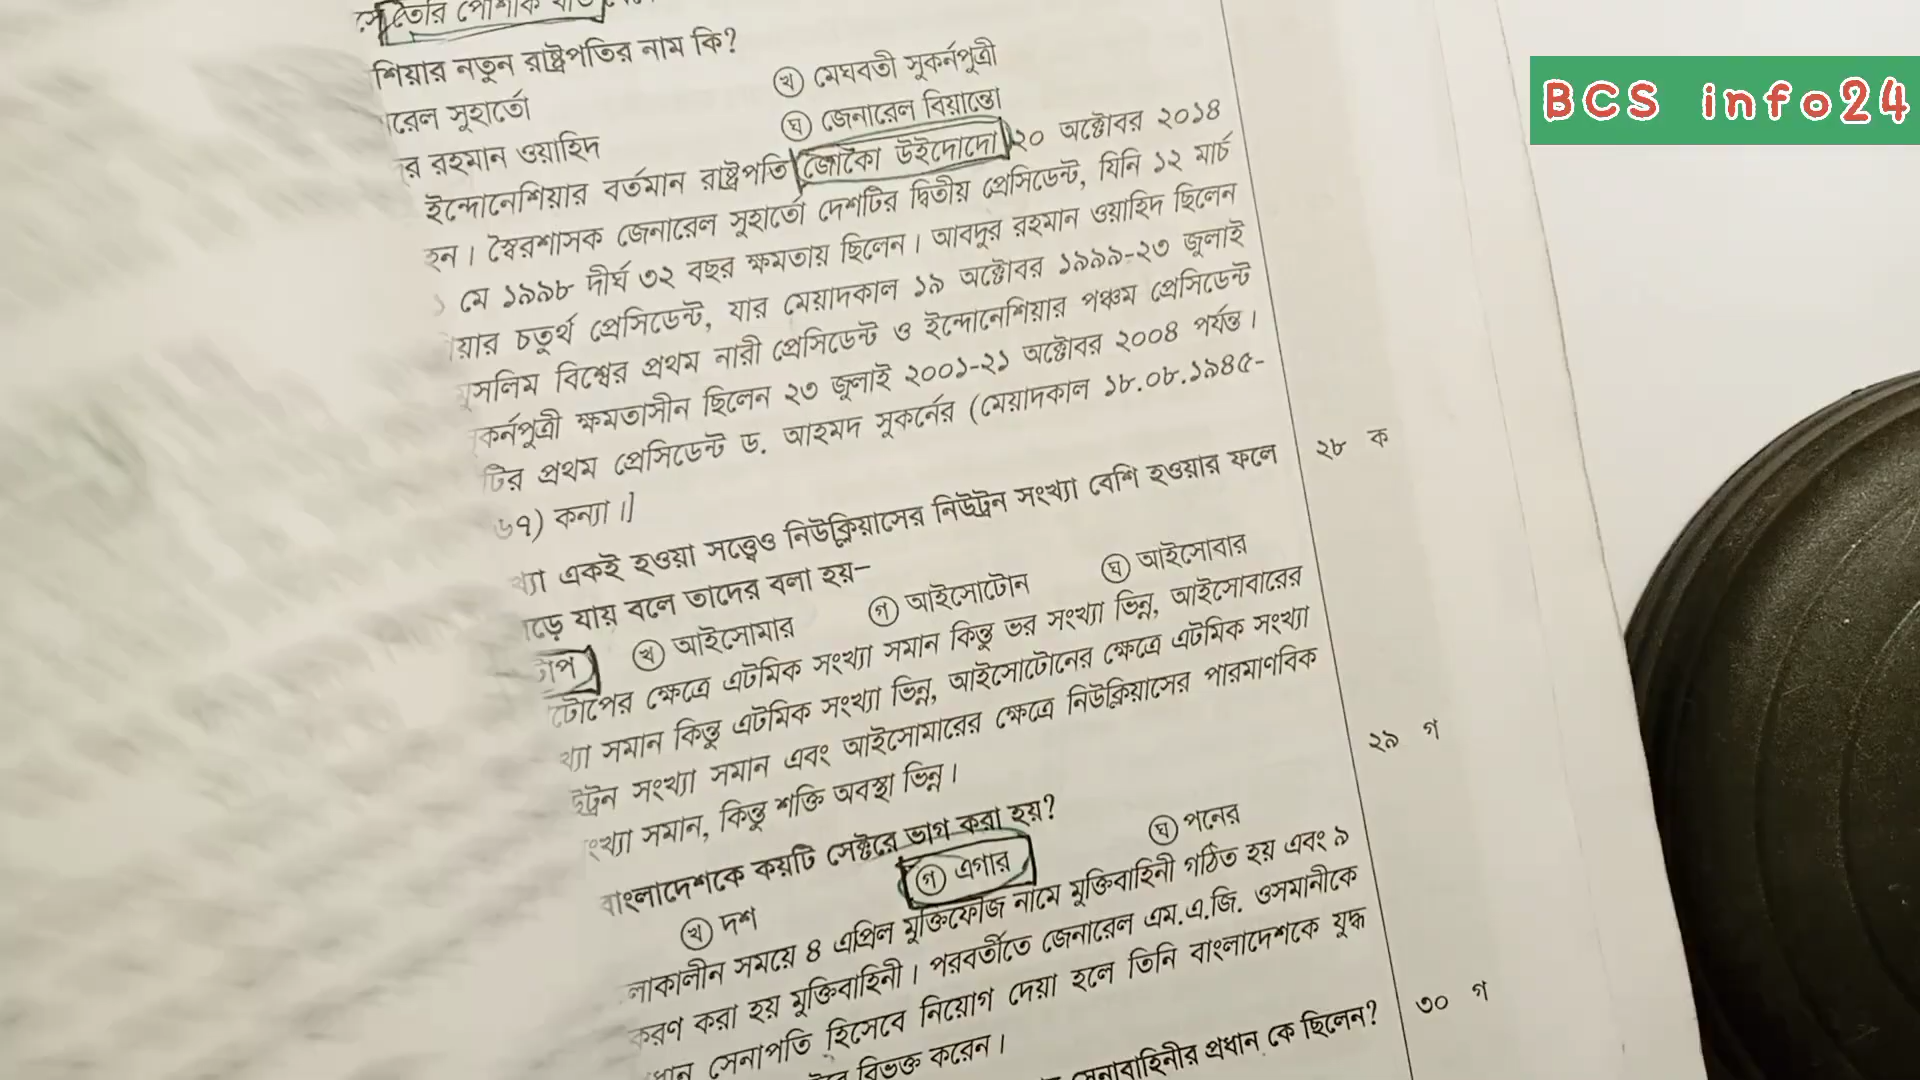 BCS info24
তৈরি পোশাক
শিয়ার নতুন রাষ্ট্রপতির নাম কি?
রেল সুহার্তো
খ মেঘবতী সুকর্নপুত্রী
র রহমান ওয়াহিদ
ঘ জেনারেল বিয়ান্তো
ইন্দোনেশিয়ার বর্তমান রাষ্ট্রপতি জোকো উইদোদো ২০ অক্টোবর ২০১৪
হন। স্বৈরশাসক জেনারেল সুহার্তো দেশটির দ্বিতীয় প্রেসিডেন্ট, যিনি ১২ মার্চ
মে ১৯৯৮ দীর্ঘ ৩২ বছর ক্ষমতায় ছিলেন। আবদুর রহমান ওয়াহিদ ছিলেন
য়ার চতুর্থ প্রেসিডেন্ট, যার মেয়াদকাল ১৯ অক্টোবর ১৯৯৯-২৩ জুলাই
মুসলিম বিশ্বের প্রথম নারী প্রেসিডেন্ট ও ইন্দোনেশিয়ার পঞ্চম প্রেসিডেন্ট
কর্নপুত্রী ক্ষমতাসীন ছিলেন ২৩ জুলাই ২০০১-২১ অক্টোবর ২০০৪ পর্যন্ত।
টির প্রথম প্রেসিডেন্ট ড. আহমদ সুকর্নের (মেয়াদকাল ১৮.০৮.১৯৪৫-
৬৭) কন্যা।]
খ্যা একই হওয়া সত্ত্বেও নিউক্লিয়াসের নিউট্রন সংখ্যা বেশি হওয়ার ফলে ২৮ ক
ড়ে যায় বলে তাদের বলা হয়-
টাপ খ আইসোমার গ আইসোটোন ঘ আইসোবার
টোপের ক্ষেত্রে এটমিক সংখ্যা সমান কিন্তু ভর সংখ্যা ভিন্ন, আইসোবারের
খ্যা সমান কিন্তু এটমিক সংখ্যা ভিন্ন, আইসোটোনের ক্ষেত্রে এটমিক সংখ্যা
উট্রন সংখ্যা সমান এবং আইসোমারের ক্ষেত্রে নিউক্লিয়াসের পারমাণবিক
ংখ্যা সমান, কিন্তু শক্তি অবস্থা ভিন্ন।
বাংলাদেশকে কয়টি সেক্টরে ভাগ করা হয়? ২৯ গ
খ দশ গ এগার ঘ পনের
লাকালীন সময়ে ৪ এপ্রিল মুক্তিফৌজ নামে মুক্তিবাহিনী গঠিত হয় এবং ৯
করণ করা হয় মুক্তিবাহিনী। পরবর্তীতে জেনারেল এম.এ.জি. ওসমানীকে
ধান সেনাপতি হিসেবে নিয়োগ দেয়া হলে তিনি বাংলাদেশকে যুদ্ধ
বিভক্ত করেন।
সেনাবাহিনীর প্রধান কে ছিলেন? ৩০ গ